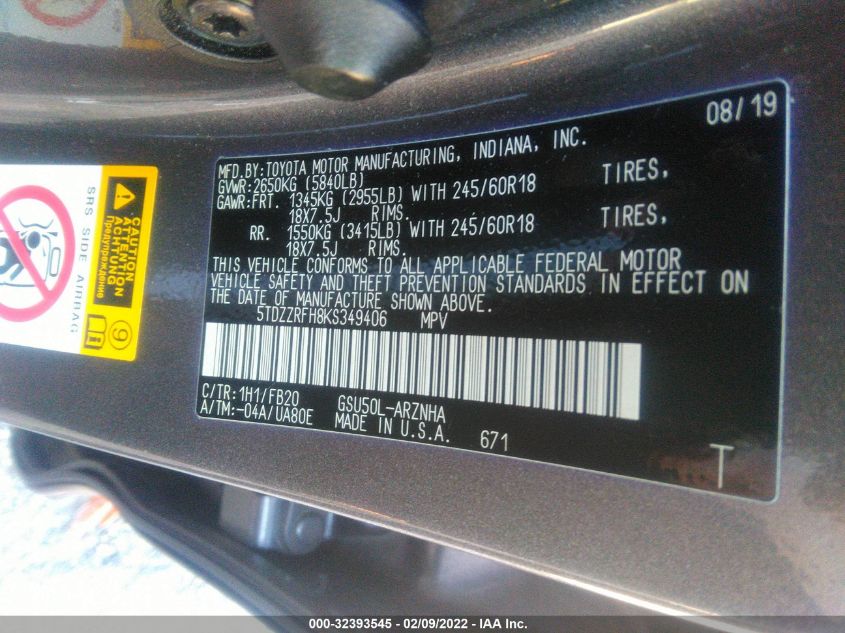 08/19
MFD.BY:TOYOTA MOTOR MANUFACTURING, INDIANA, INC.
GVWR:2650KG (5840LB)
GAWR:FRT. 1345KG (2955LB) WITH 245/60R18 TIRES,
18X7.5J RIMS.
RR. 1550KG (3415LB) WITH 245/60R18 TIRES,
18X7.5J RIMS.
THIS VEHICLE CONFORMS TO ALL APPLICABLE FEDERAL MOTOR
VEHICLE SAFETY AND THEFT PREVENTION STANDARDS IN EFFECT ON
THE DATE OF MANUFACTURE SHOWN ABOVE.
5TDZZRFH8KS349406 MPV
C/TR:1H1/FB20 GSU50L-ARZNHA
A/TM:-04A/UA80E MADE IN U.S.A. 671
T
SRS SIDE AIRBAG
CAUTION
ATTENTION
ACHTUNG
Предупреждение
9
000-32393545 - 02/09/2022 - IAA Inc.